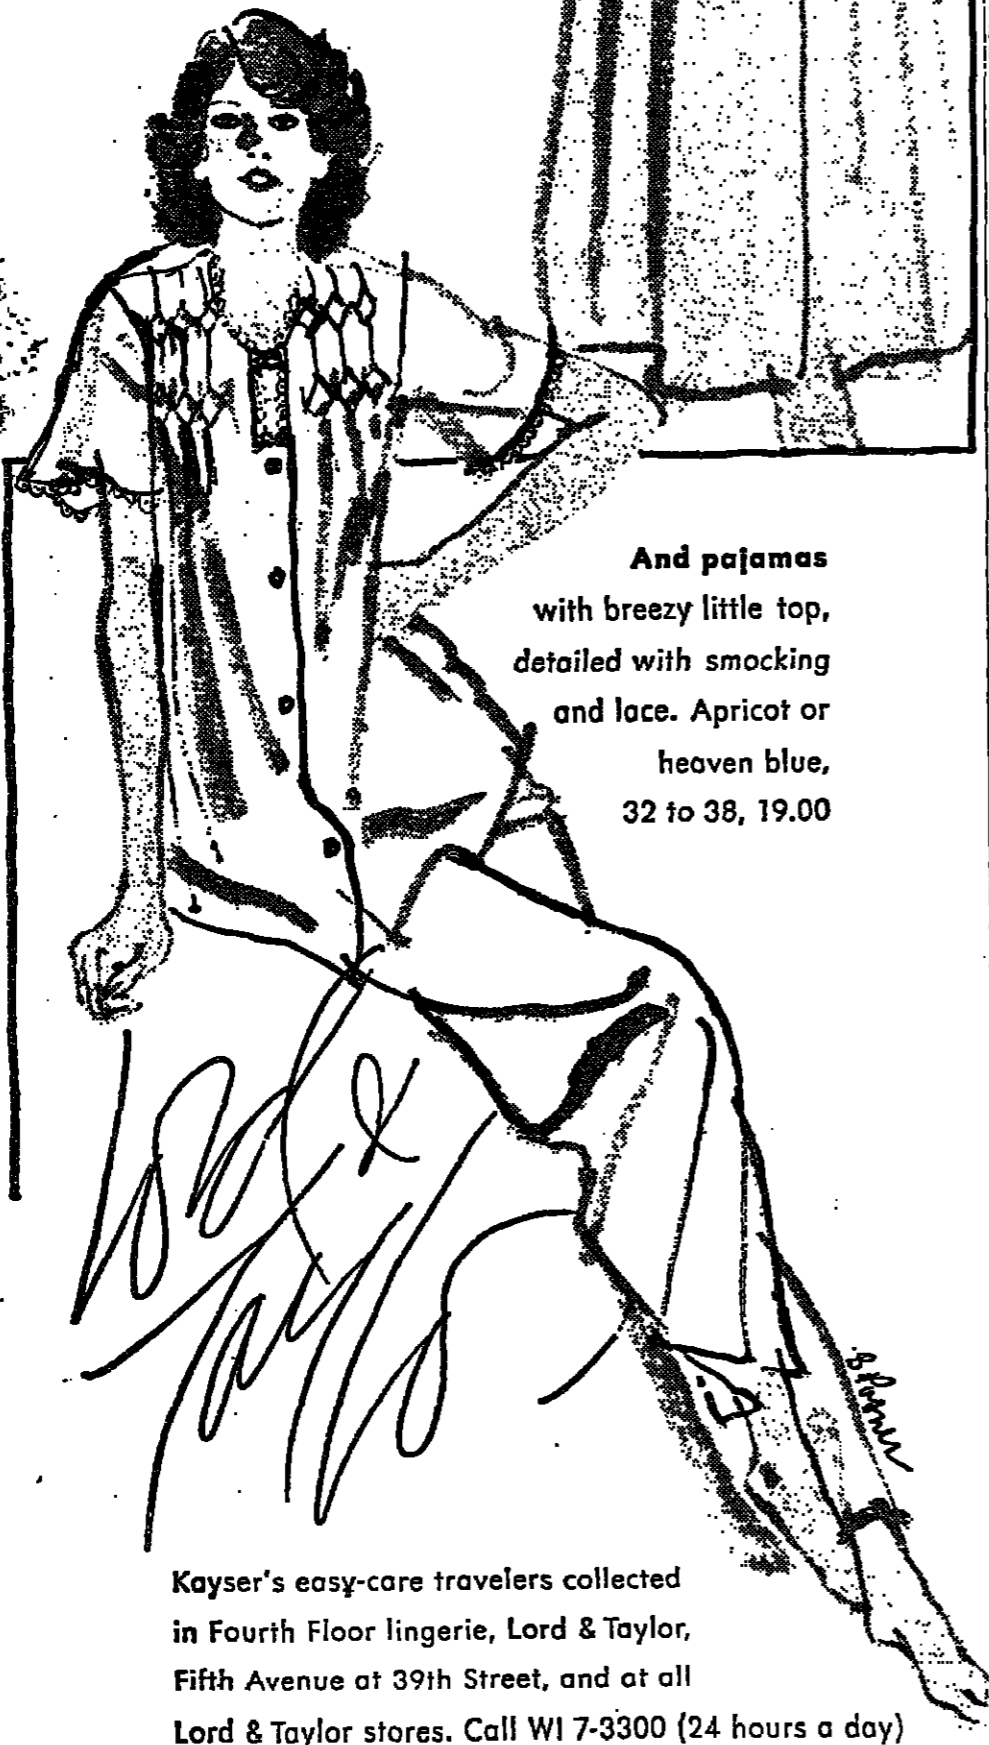 And pajamas
with breezy little top,
detailed with smocking
and lace. Apricot or
heaven blue,
32 to 38, 19.00
Lord &
Taylor
Kayser's easy-care travelers collected
in Fourth Floor lingerie, Lord & Taylor,
Fifth Avenue at 39th Street, and at all
Lord & Taylor stores. Call WI 7-3300 (24 hours a day)